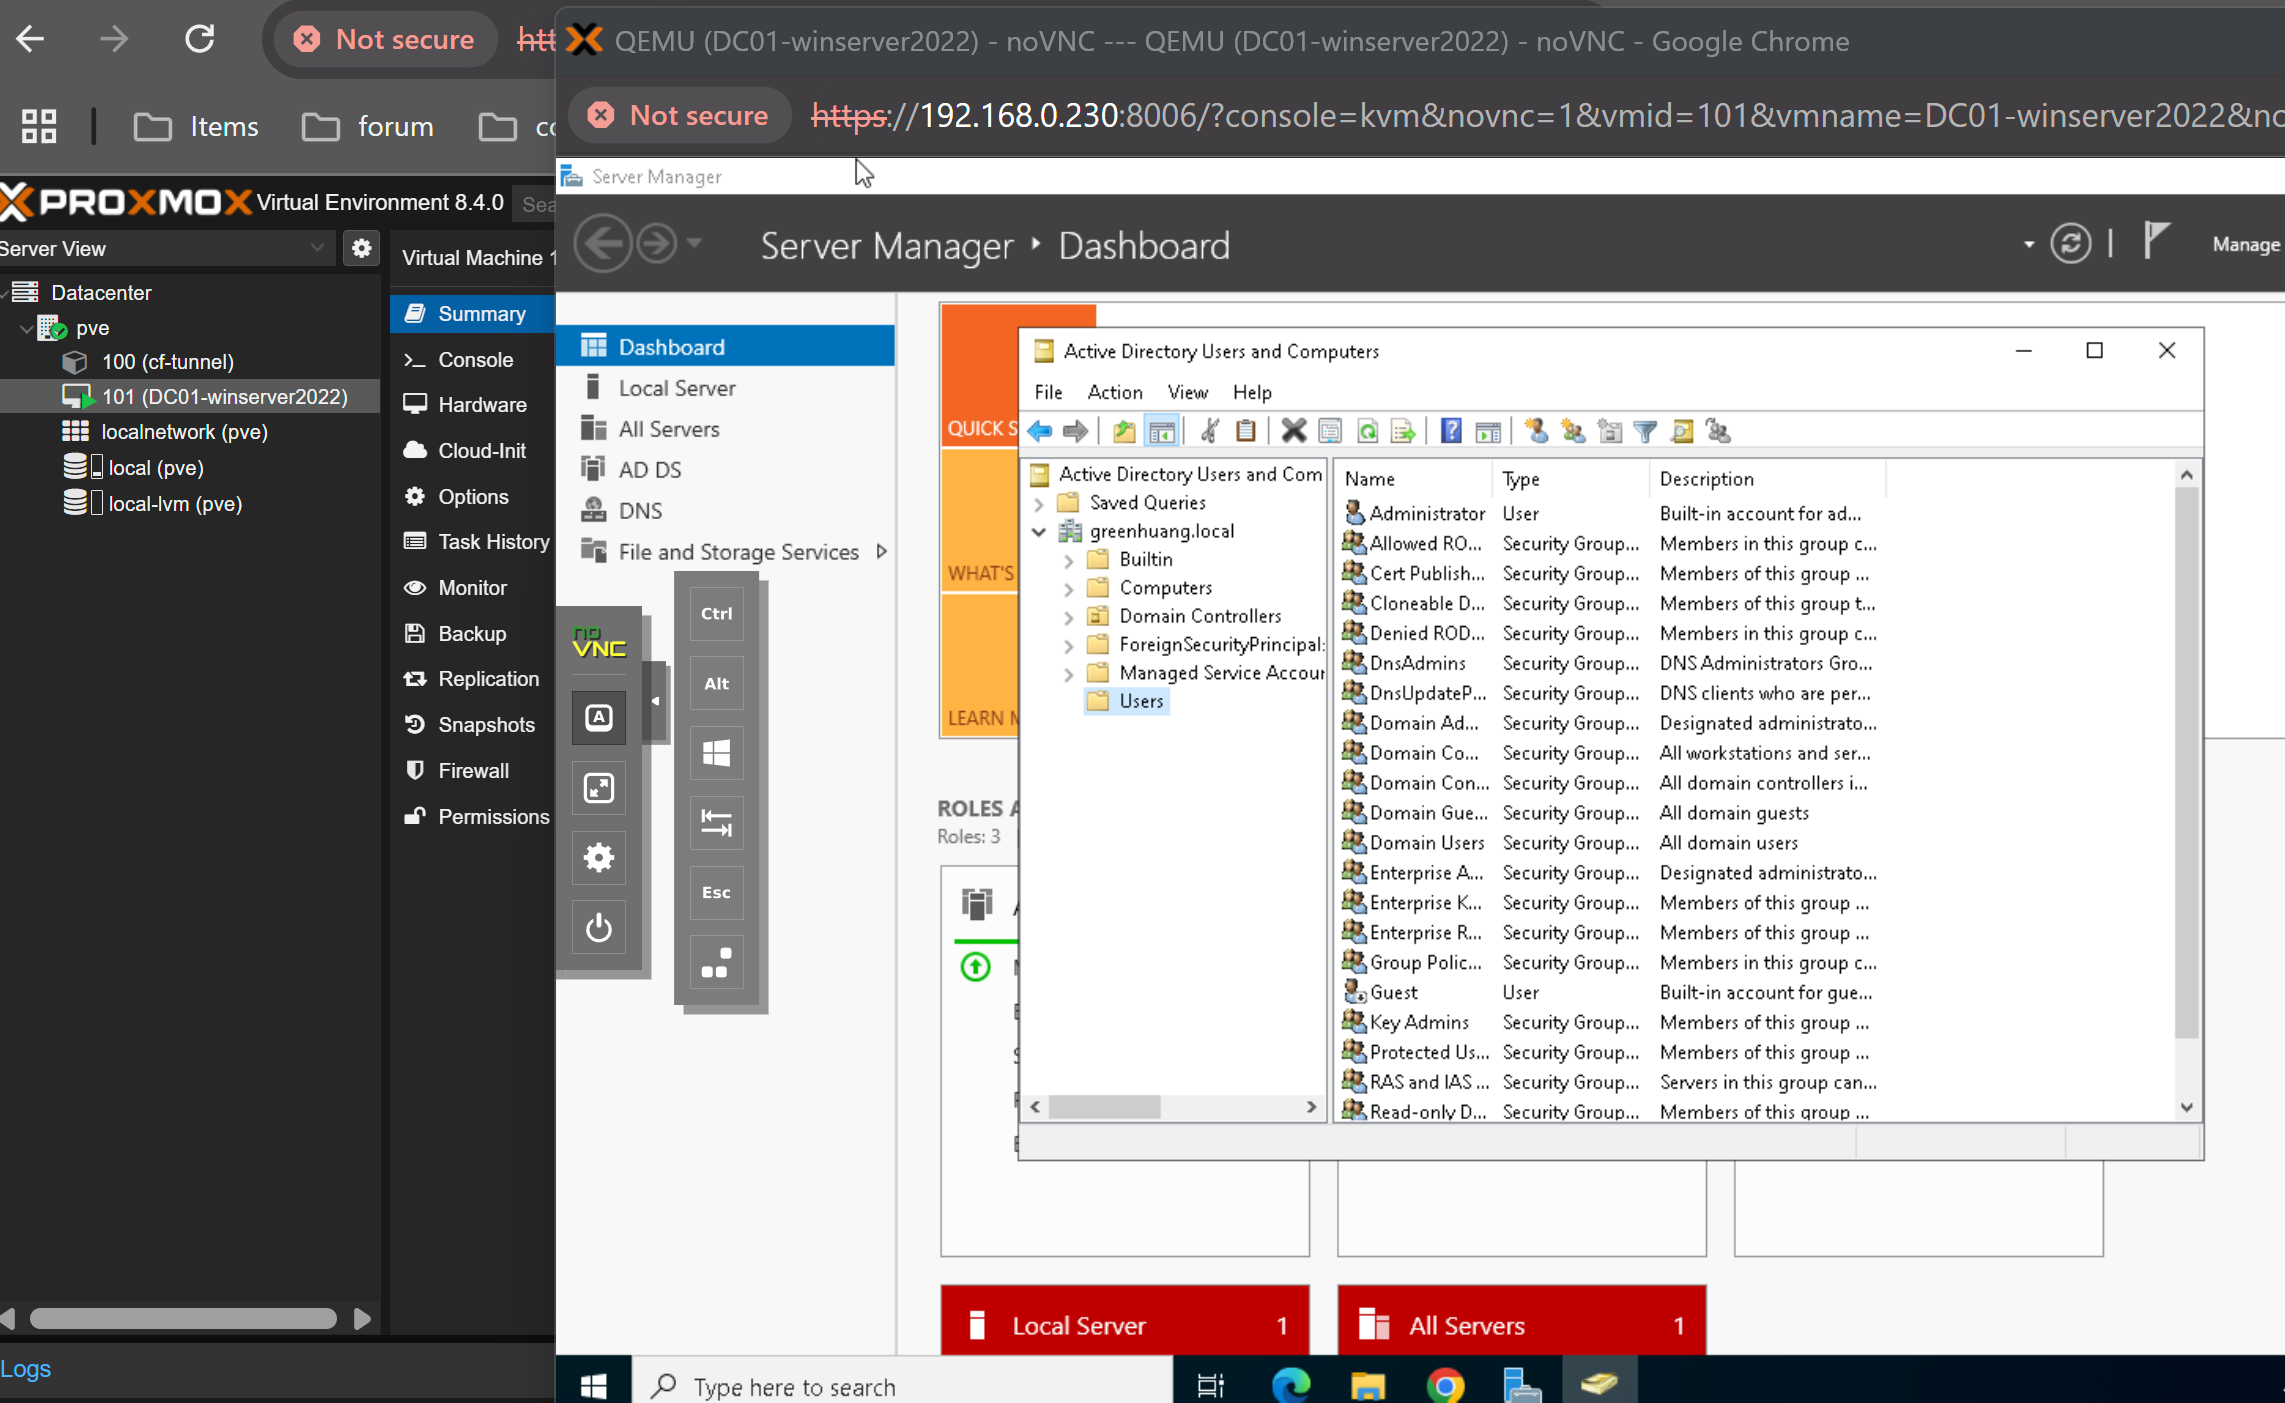 Not secure
htt
QEMU (DC01-winserver2022) - noVNC --- QEMU (DC01-winserver2022) - noVNC - Google Chrome
Not secure
https://192.168.0.230:8006/?console=kvm&novnc=1&vmid=101&vmname=DC01-winserver2022&no
Items
forum
Server Manager
PROXMOX Virtual Environment 8.4.0
Sea
Server View
Virtual Machine 1
Datacenter
pve
100 (cf-tunnel)
101 (DC01-winserver2022)
localnetwork (pve)
local (pve)
local-lvm (pve)
Logs
Summary
Console
Hardware
Cloud-Init
Options
Task History
Monitor
Backup
Replication
Snapshots
Firewall
Permissions
Server Manager ‣ Dashboard
Manage
Dashboard
Local Server
All Servers
AD DS
DNS
File and Storage Services
no
VNC
A
Ctrl
Alt
Esc
QUICK S
WHAT'S
LEARN M
ROLES A
Roles: 3
Active Directory Users and Computers
File Action View Help
Active Directory Users and Com
Saved Queries
greenhuang.local
Builtin
Computers
Domain Controllers
ForeignSecurityPrincipal
Managed Service Accour
Users
Name Type Description
Administrator User Built-in account for ad...
Allowed RO... Security Group... Members in this group c...
Cert Publish... Security Group... Members of this group ...
Cloneable D... Security Group... Members of this group t...
Denied ROD... Security Group... Members in this group c...
DnsAdmins Security Group... DNS Administrators Gro...
DnsUpdateP... Security Group... DNS clients who are per...
Domain Ad... Security Group... Designated administrato...
Domain Co... Security Group... All workstations and ser...
Domain Con... Security Group... All domain controllers i...
Domain Gue... Security Group... All domain guests
Domain Users Security Group... All domain users
Enterprise A... Security Group... Designated administrato...
Enterprise K... Security Group... Members of this group ...
Enterprise R... Security Group... Members of this group ...
Group Polic... Security Group... Members in this group c...
Guest User Built-in account for gue...
Key Admins Security Group... Members of this group ...
Protected Us... Security Group... Members of this group ...
RAS and IAS ... Security Group... Servers in this group can...
Read-only D... Security Group... Members of this group ...
Local Server 1
All Servers 1
Type here to search